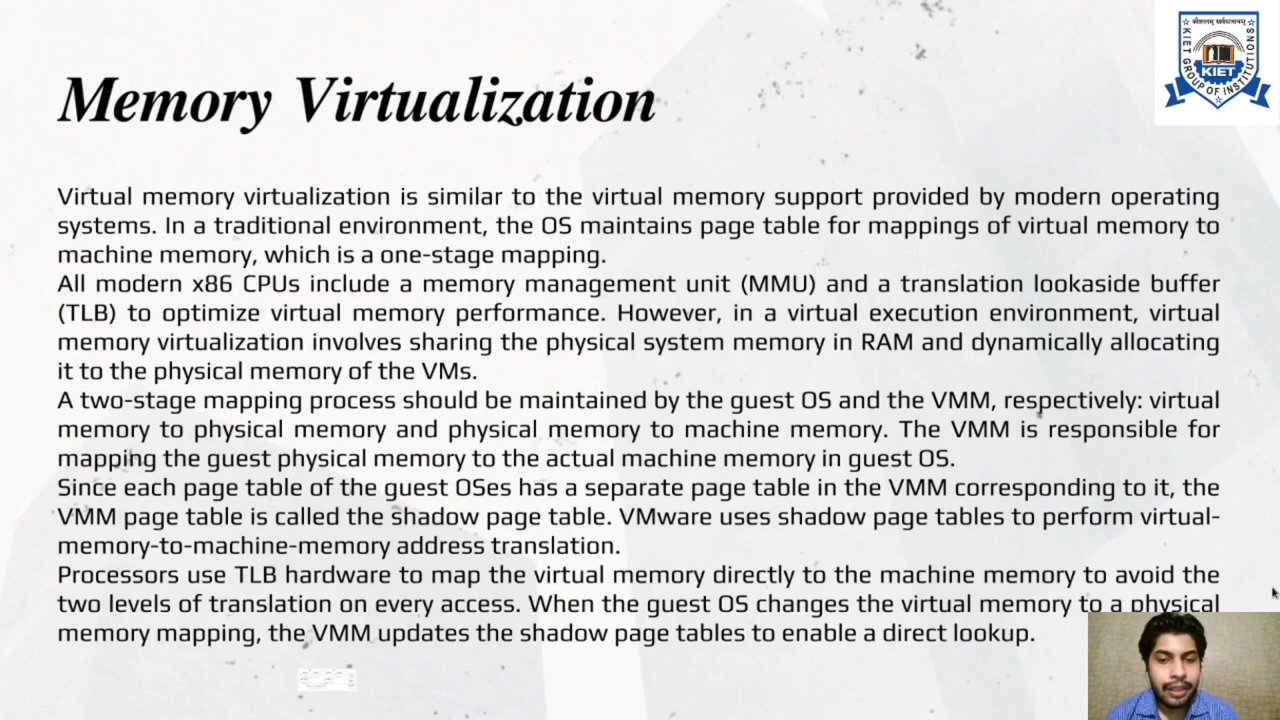 Memory Virtualization
कौशलम् सर्वसाधनम्
KIET GROUP OF INSTITUTIONS
KIET
Virtual memory virtualization is similar to the virtual memory support provided by modern operating
systems. In a traditional environment, the OS maintains page table for mappings of virtual memory to
machine memory, which is a one-stage mapping.
All modern x86 CPUs include a memory management unit (MMU) and a translation lookaside buffer
(TLB) to optimize virtual memory performance. However, in a virtual execution environment, virtual
memory virtualization involves sharing the physical system memory in RAM and dynamically allocating
it to the physical memory of the VMs.
A two-stage mapping process should be maintained by the guest OS and the VMM, respectively: virtual
memory to physical memory and physical memory to machine memory. The VMM is responsible for
mapping the guest physical memory to the actual machine memory in guest OS.
Since each page table of the guest OSes has a separate page table in the VMM corresponding to it, the
VMM page table is called the shadow page table. VMware uses shadow page tables to perform virtual-
memory-to-machine-memory address translation.
Processors use TLB hardware to map the virtual memory directly to the machine memory to avoid the
two levels of translation on every access. When the guest OS changes the virtual memory to a physical
memory mapping, the VMM updates the shadow page tables to enable a direct lookup.